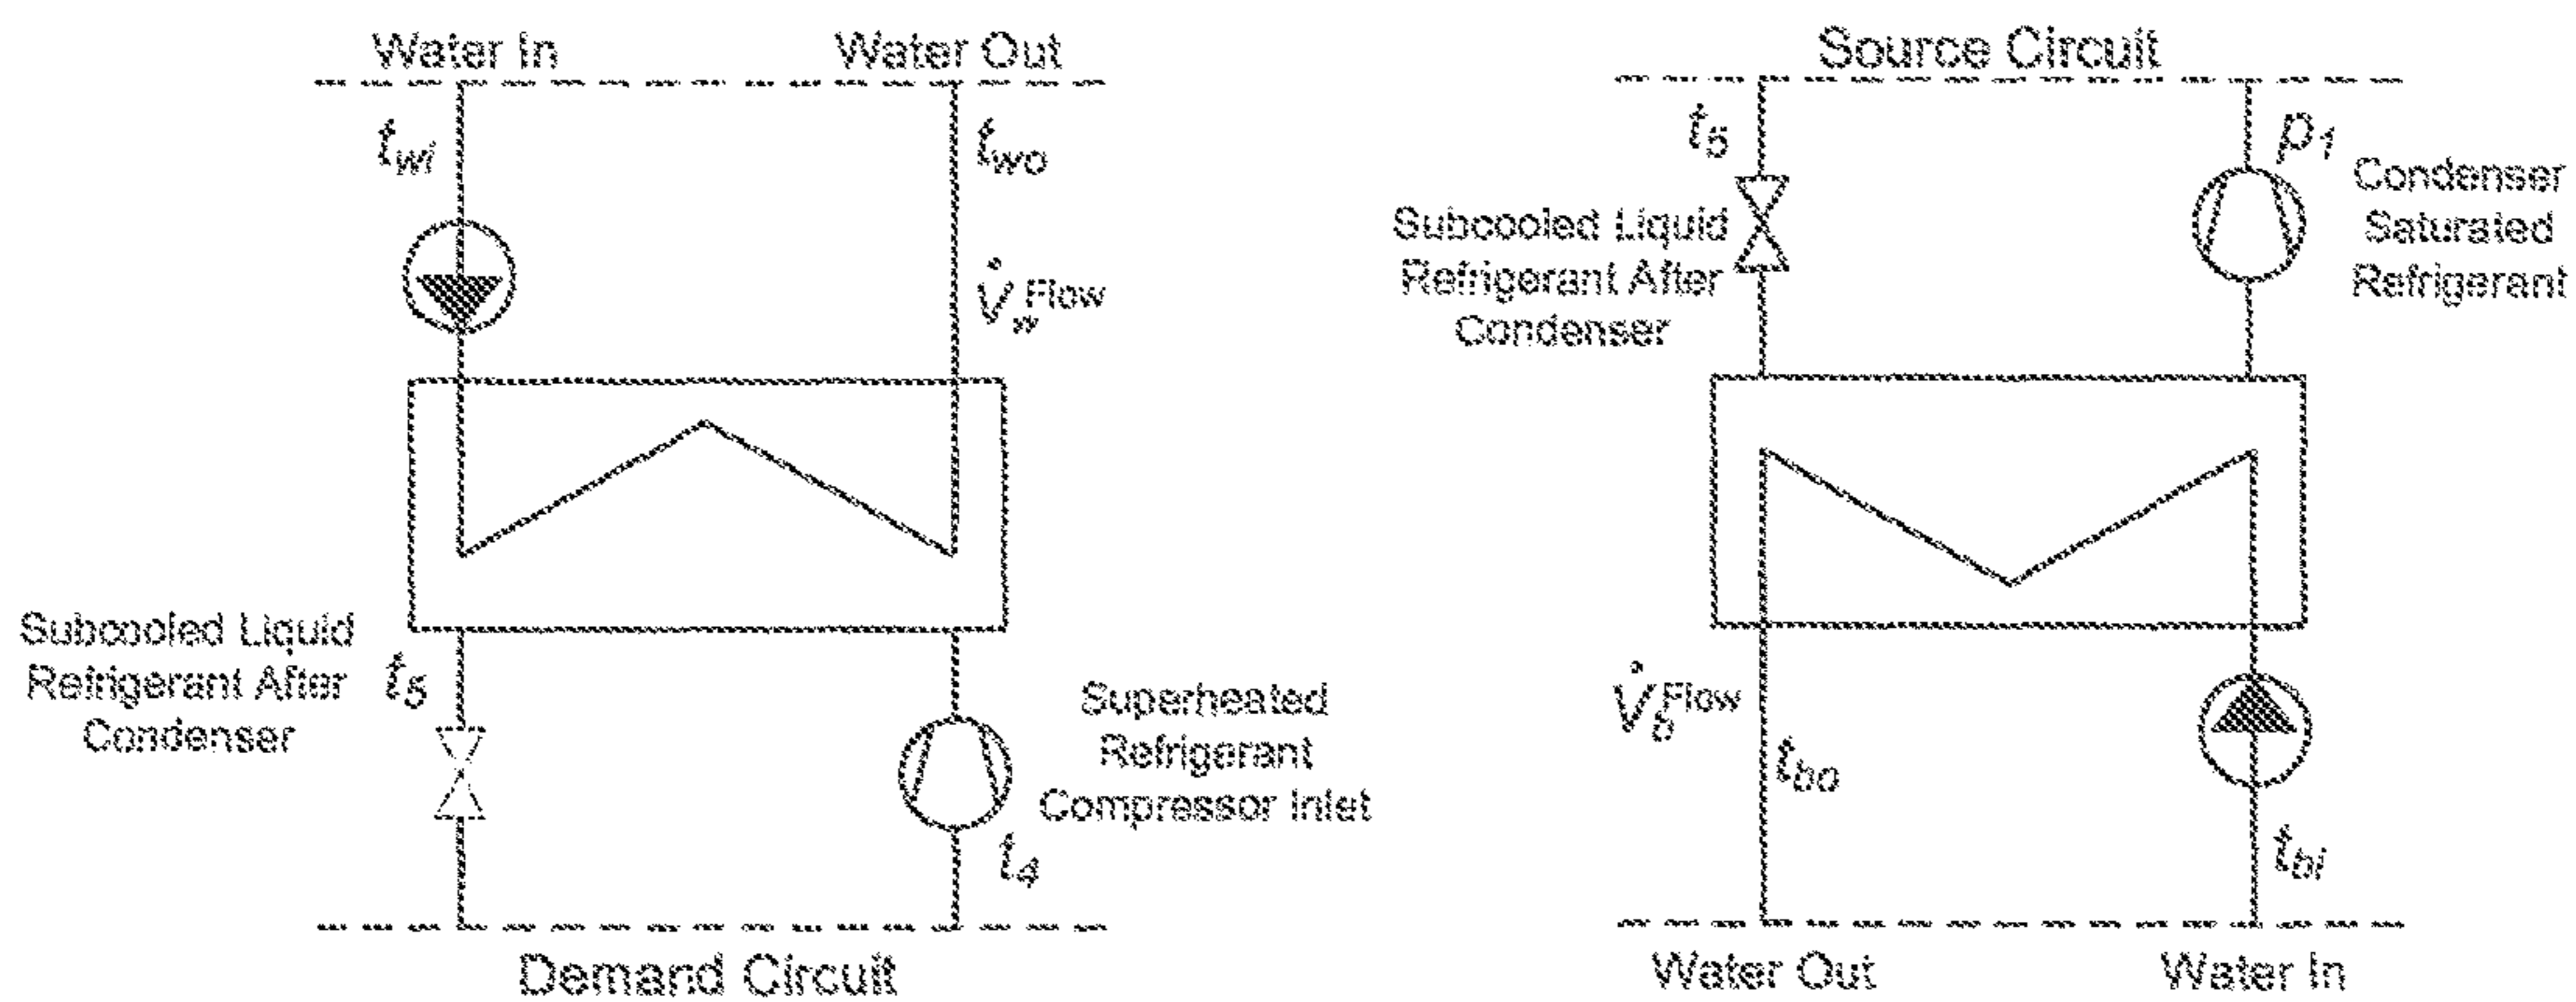 Water In
Water Out
t_wi
t_wo
V̇_w^Flow
Subcooled Liquid
Refrigerant After
Condenser
t_5
Superheated
Refrigerant
Compressor Inlet
t_4
Demand Circuit
Source Circuit
t_5
p_1
Condenser
Saturated
Refrigerant
Subcooled Liquid
Refrigerant After
Condenser
V̇_b^Flow
t_bo
t_bi
Water Out
Water In